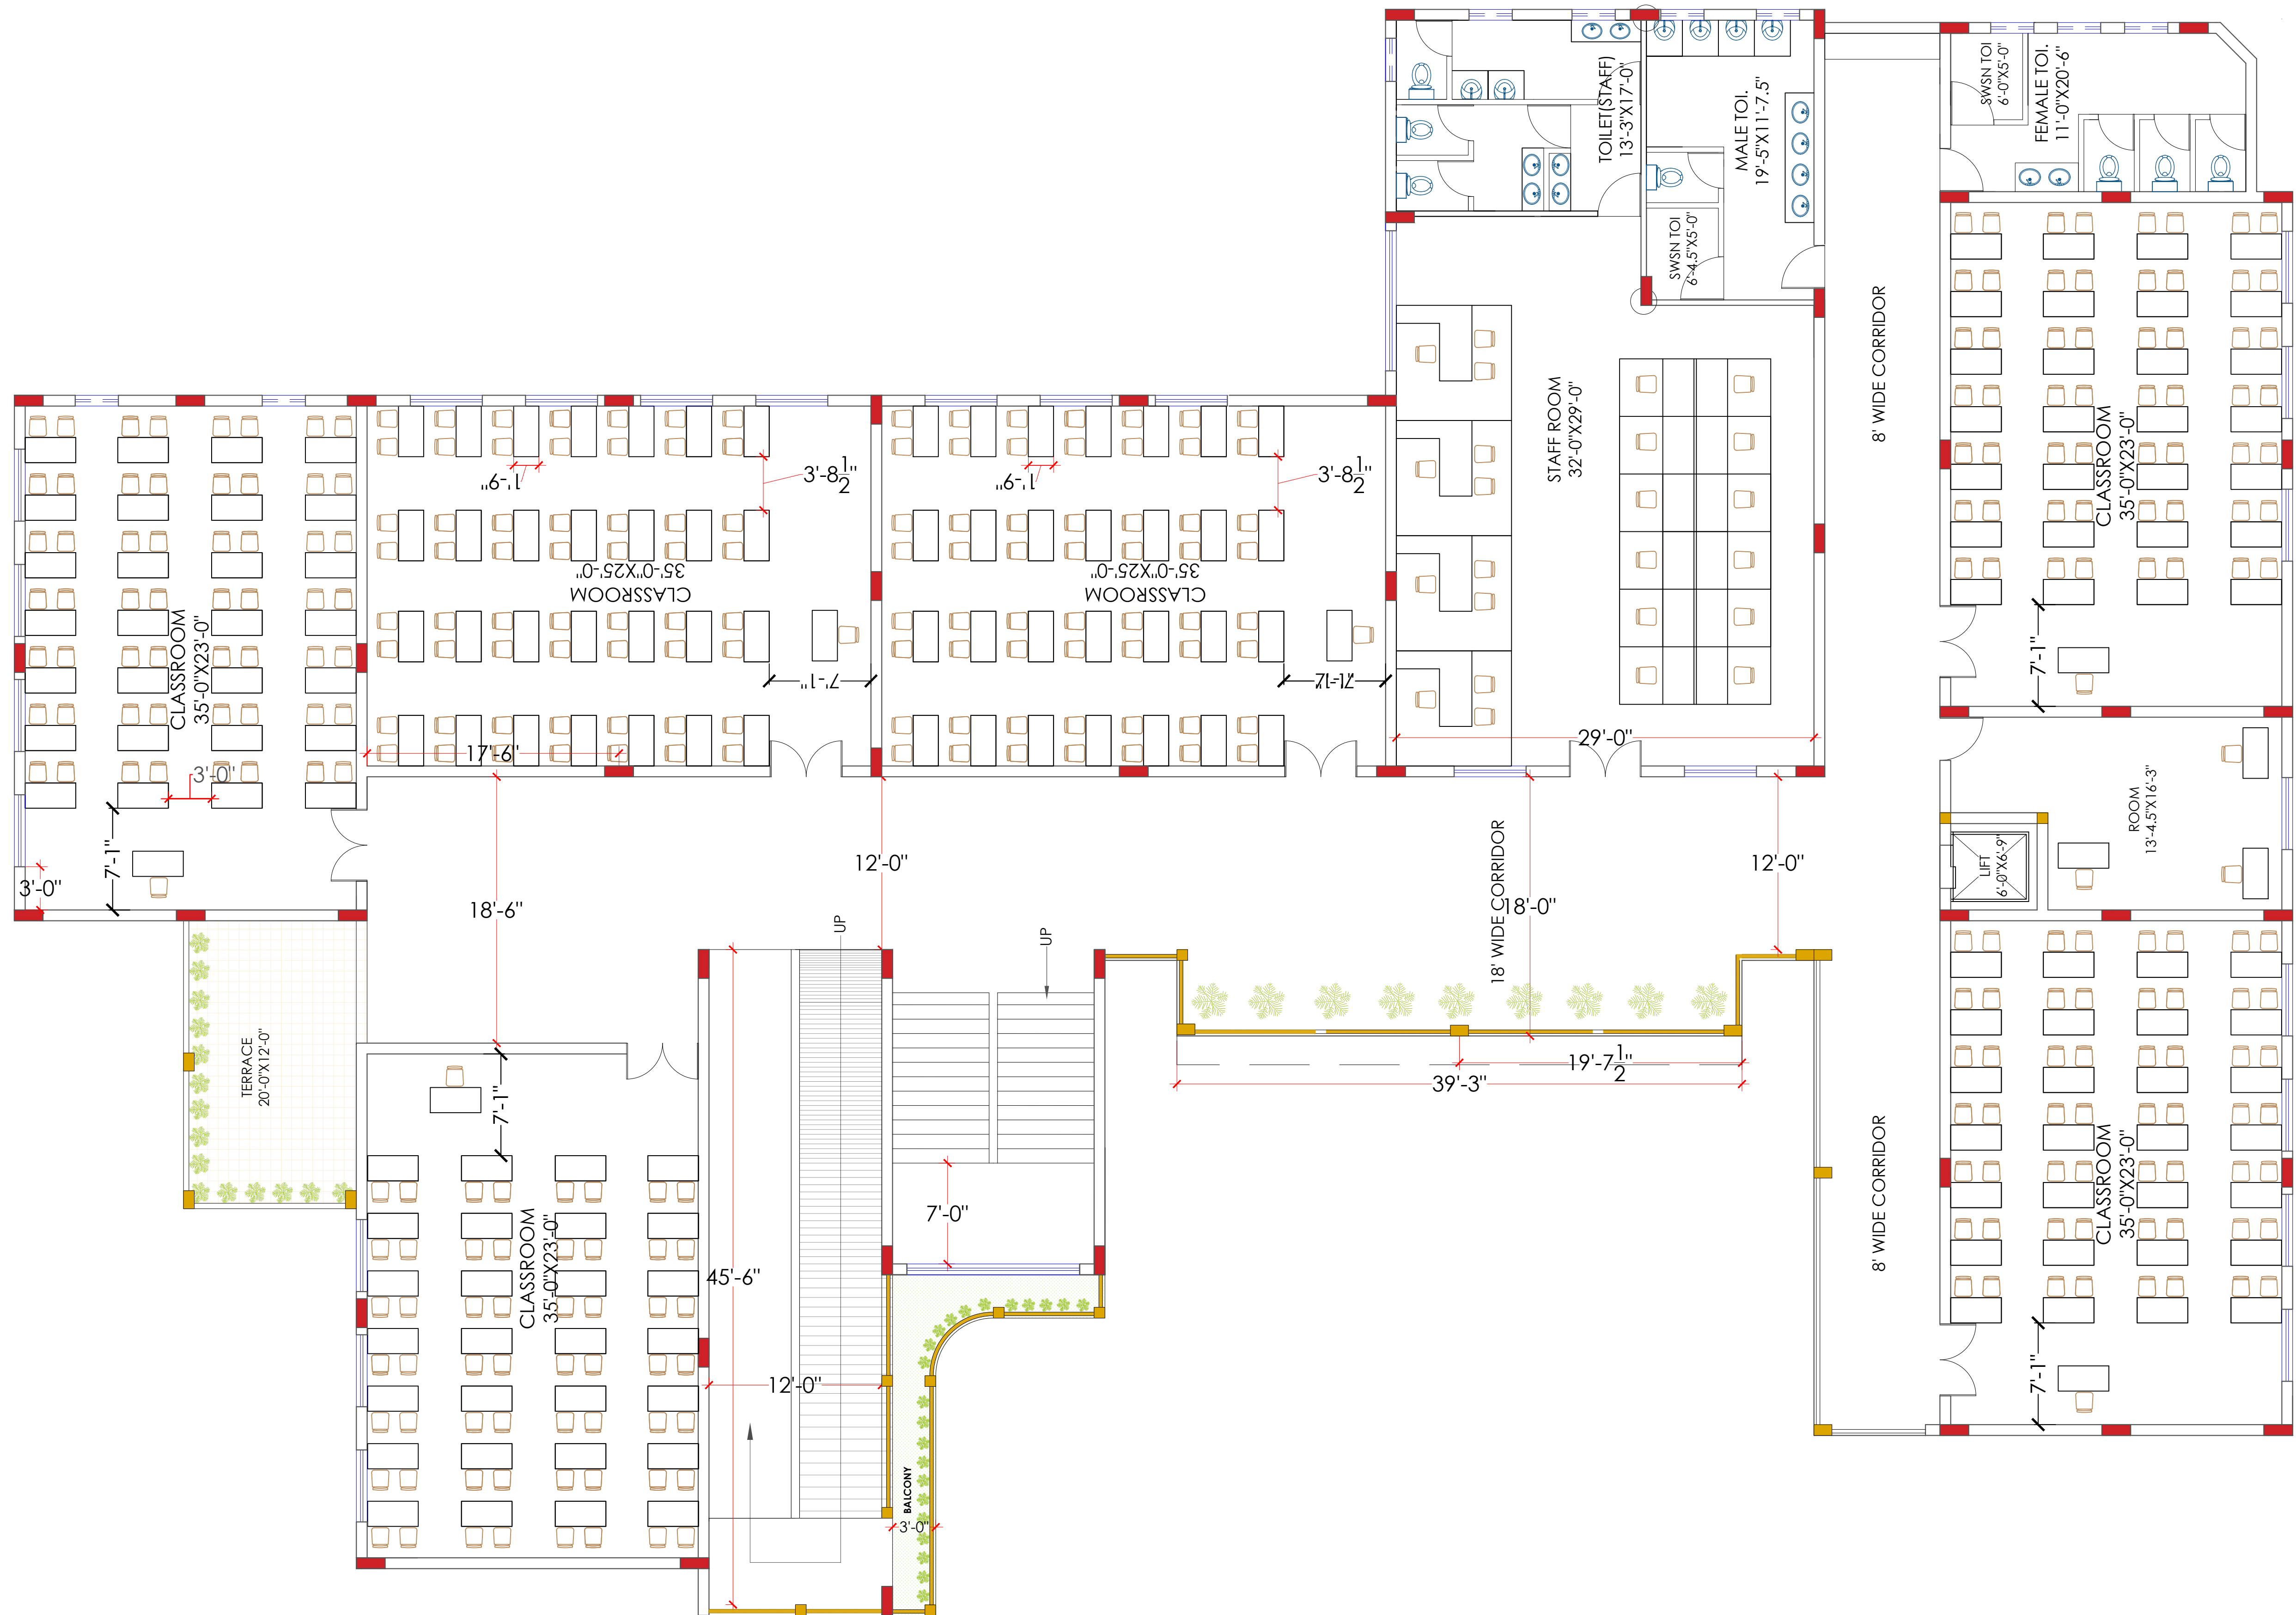 SWSN TOI
6'-0"X5'-0"
FEMALE TOI.
11'-0"X20'-6"
TOILET(STAFF)
13'-3"X17'-0"
MALE TOI.
19'-5"X11'-7.5"
SWSN TOI
6'-4.5"X5'-0"
8' WIDE CORRIDOR
STAFF ROOM
32'-0"X29'-0"
CLASSROOM
35'-0"X23'-0"
1'-9"
3'-8 1/2"
1'-9"
3'-8 1/2"
CLASSROOM
35'-0"X25'-0"
CLASSROOM
35'-0"X25'-0"
CLASSROOM
35'-0"X23'-0"
7'-1"
7'-1"
7'-1"
7'-1"
17'-6"
29'-0"
3'-0"
7'-1"
3'-0"
18'-6"
12'-0"
18' WIDE CORRIDOR
18'-0"
12'-0"
ROOM
13'-4.5"X16'-3"
LIFT
6'-0"X6'-9"
UP
UP
TERRACE
20'-0"X12'-0"
7'-1"
19'-7 1/2"
39'-3"
8' WIDE CORRIDOR
CLASSROOM
35'-0"X23'-0"
CLASSROOM
35'-0"X23'-0"
7'-0"
45'-6"
12'-0"
7'-1"
BALCONY
3'-0"